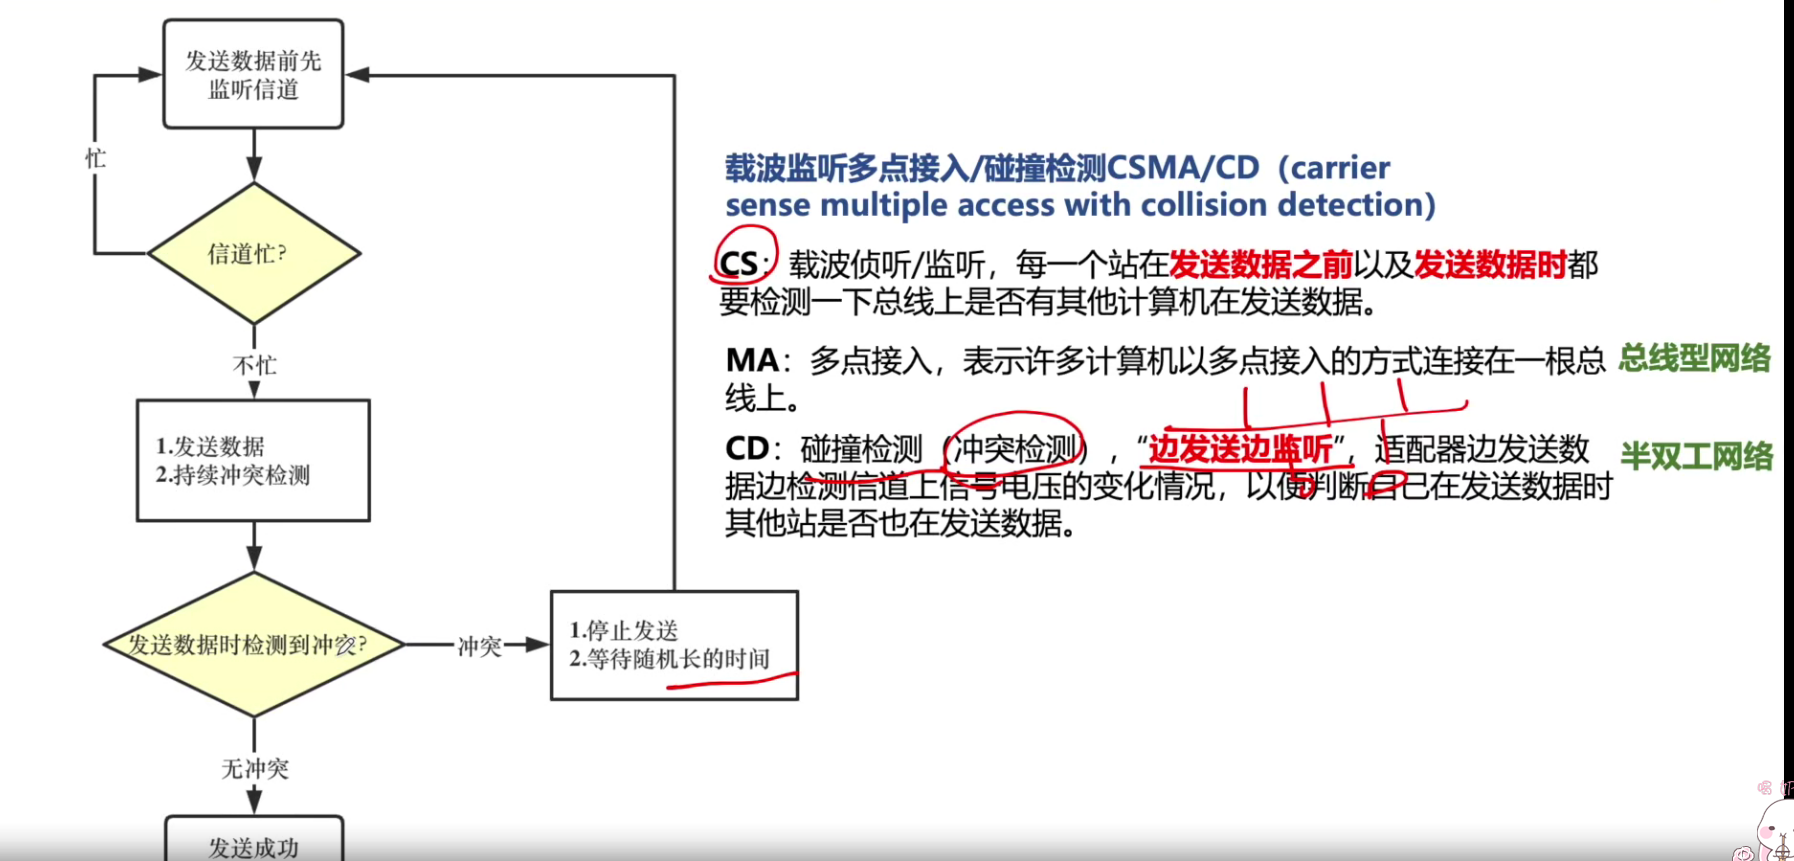 发送数据前先
监听信道
忙
信道忙?
不忙
1.发送数据
2.持续冲突检测
发送数据时检测到冲突?
冲突
1.停止发送
2.等待随机长的时间
无冲突
发送成功
载波监听多点接入/碰撞检测CSMA/CD（carrier
sense multiple access with collision detection）
CS：载波侦听/监听，每一个站在发送数据之前以及发送数据时都
要检测一下总线上是否有其他计算机在发送数据。
MA：多点接入，表示许多计算机以多点接入的方式连接在一根总
线上。
总线型网络
CD：碰撞检测（冲突检测），“边发送边监听”，适配器边发送数
据边检测信道上信号电压的变化情况，以便判断自己在发送数据时
其他站是否也在发送数据。
半双工网络